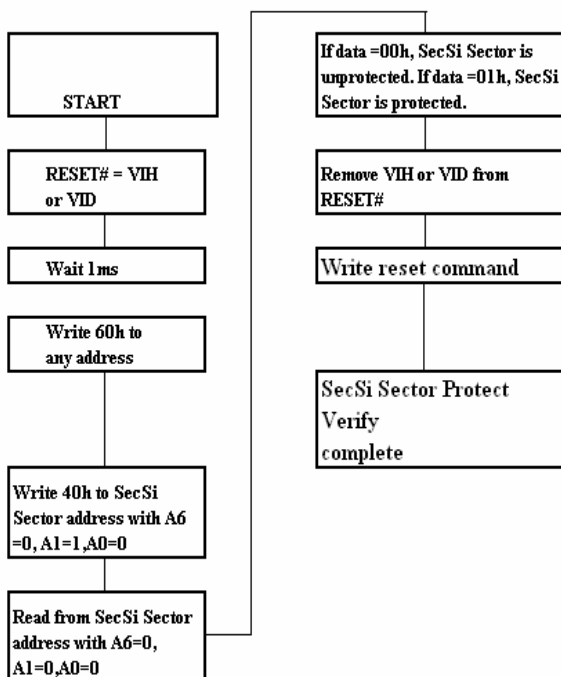 START
RESET# = VIH
or VID
Wait 1ms
Write 60h to
any address
Write 40h to SecSi
Sector address with A6
=0, A1=1,A0=0
Read from SecSi Sector
address with A6=0,
A1=0,A0=0
If data =00h, SecSi Sector is
unprotected. If data =01h, SecSi
Sector is protected.
Remove VIH or VID from
RESET#
Write reset command
SecSi Sector Protect
Verify
complete